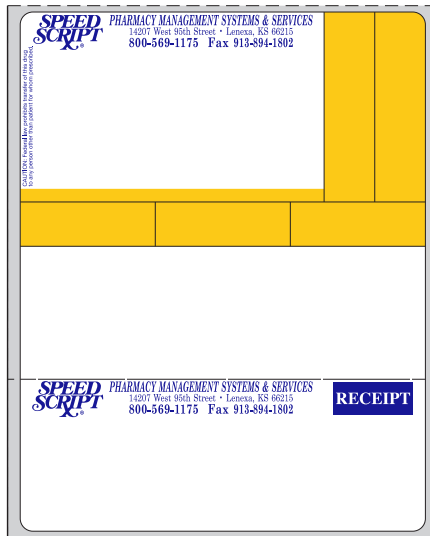 SPEED SCRIPT®
PHARMACY MANAGEMENT SYSTEMS & SERVICES
14207 West 95th Street • Lenexa, KS 66215
800-569-1175 Fax 913-894-1802
CAUTION: Federal law prohibits transfer of this drug
to any person other than patient for whom prescribed.
SPEED SCRIPT®
PHARMACY MANAGEMENT SYSTEMS & SERVICES
14207 West 95th Street • Lenexa, KS 66215
800-569-1175 Fax 913-894-1802
RECEIPT